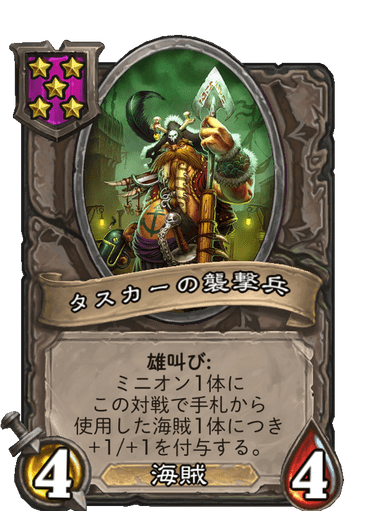 タスカーの襲撃兵
雄叫び:
ミニオン1体に
この対戦で手札から
使用した海賊1体につき
+1/+1を付与する。
海賊
4
4